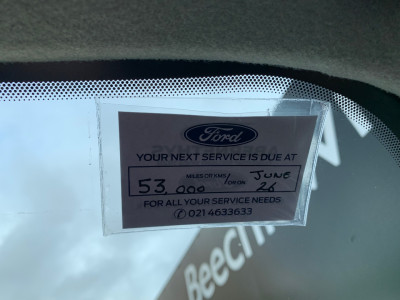 Ford
YOUR NEXT SERVICE IS DUE AT
53,000 MILES OR KMS / OR ON JUNE 26
FOR ALL YOUR SERVICE NEEDS
021 4633633